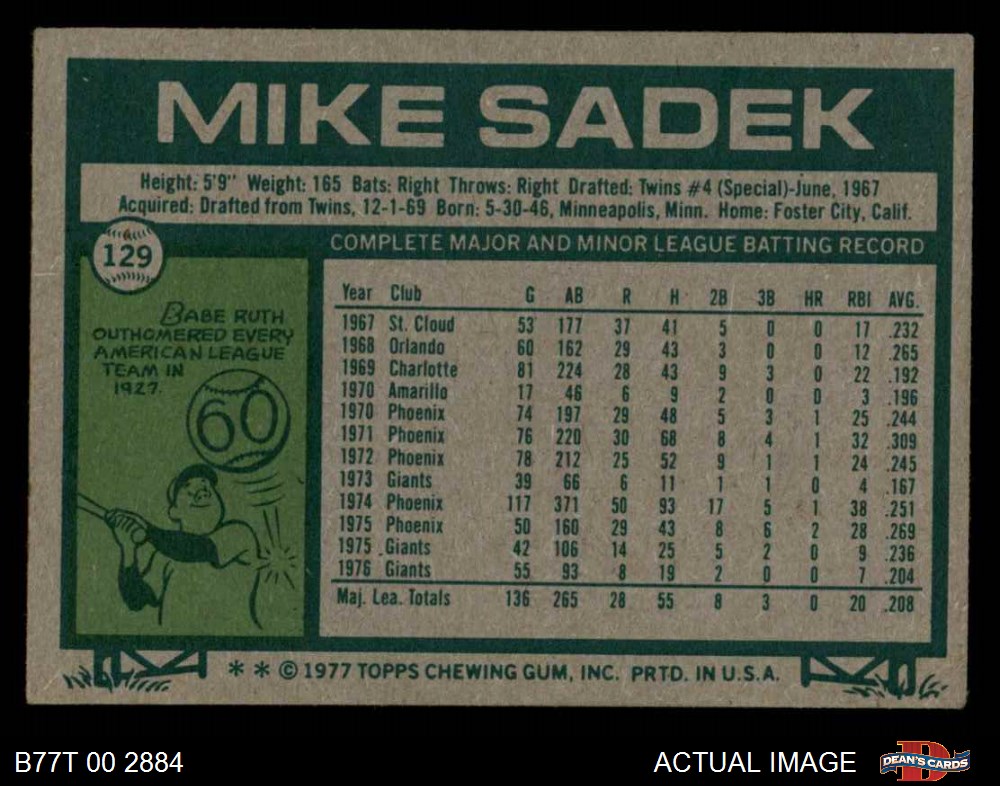 MIKE SADEK
Height: 5'9" Weight: 165 Bats: Right Throws: Right Drafted: Twins #4 (Special)-June, 1967
Acquired: Drafted from Twins, 12-1-69 Born: 5-30-46, Minneapolis, Minn. Home: Foster City, Calif.
129
COMPLETE MAJOR AND MINOR LEAGUE BATTING RECORD
BABE RUTH
OUTHOMERED EVERY
AMERICAN LEAGUE
TEAM IN
1927.
60
Year Club G AB R H 2B 3B HR RBI AVG.
1967 St. Cloud 53 177 37 41 5 0 0 17 .232
1968 Orlando 60 162 29 43 3 0 0 12 .265
1969 Charlotte 81 224 28 43 9 3 0 22 .192
1970 Amarillo 17 46 6 9 2 0 0 3 .196
1970 Phoenix 74 197 29 48 5 3 1 25 .244
1971 Phoenix 76 220 30 68 8 4 1 32 .309
1972 Phoenix 78 212 25 52 9 1 1 24 .245
1973 Giants 39 66 6 11 1 1 0 4 .167
1974 Phoenix 117 371 50 93 17 5 1 38 .251
1975 Phoenix 50 160 29 43 8 6 2 28 .269
1975 Giants 42 106 14 25 5 2 0 9 .236
1976 Giants 55 93 8 19 2 0 0 7 .204
Maj. Lea. Totals 136 265 28 55 8 3 0 20 .208
* * © 1977 TOPPS CHEWING GUM, INC. PRTD. IN U.S.A.
B77T 00 2884
ACTUAL IMAGE
D
DEAN'S CARDS